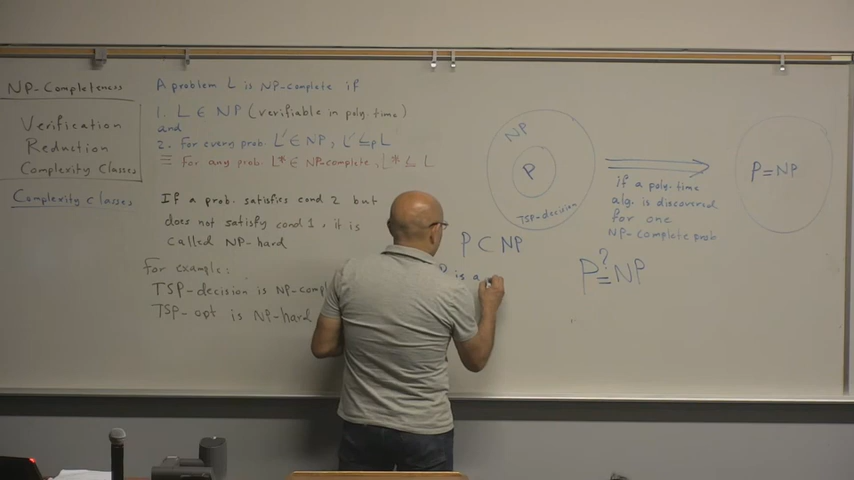 NP-Completeness
Verification
Reduction
Complexity Classes
Complexity classes
A problem L is NP-complete if
1. L ∈ NP (verifiable in poly. time)
and
2. For every prob. L' ∈ NP, L' ≤p L
≡ For any prob. L* ∈ NP-complete, L* ≤ L
If a prob. satisfies cond 2 but
does not satisfy cond 1, it is
called NP-hard
For example:
TSP-decision is NP-compl
TSP-opt is NP-hard
NP
P
TSP-decision
P ⊂ NP
P is a
if a poly-time
alg. is discovered
for one
NP-complete prob
P = NP
P ≟ NP